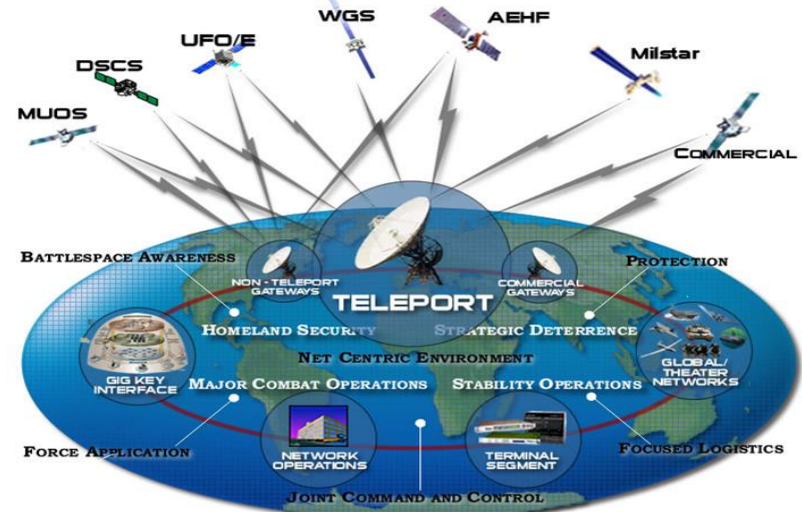 WGS
AEHF
UFO/E
Milstar
DSCS
MUOS
COMMERCIAL
BATTLESPACE AWARENESS
PROTECTION
NON - TELEPORT
GATEWAYS
COMMERCIAL
GATEWAYS
TELEPORT
HOMELAND SECURITY
STRATEGIC DETERRENCE
NET CENTRIC ENVIRONMENT
GIG KEY
INTERFACE
GLOBAL/
THEATER
NETWORKS
MAJOR COMBAT OPERATIONS
STABILITY OPERATIONS
FORCE APPLICATION
NETWORK
OPERATIONS
TERMINAL
SEGMENT
FOCUSED LOGISTICS
JOINT COMMAND AND CONTROL